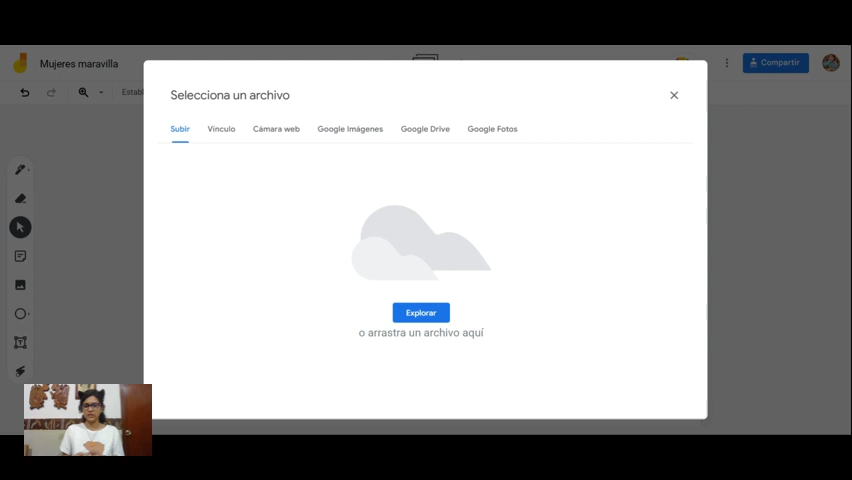 Mujeres maravilla
Compartir
Establ
Selecciona un archivo
Subir
Vínculo
Cámara web
Google Imágenes
Google Drive
Google Fotos
Explorar
o arrastra un archivo aquí